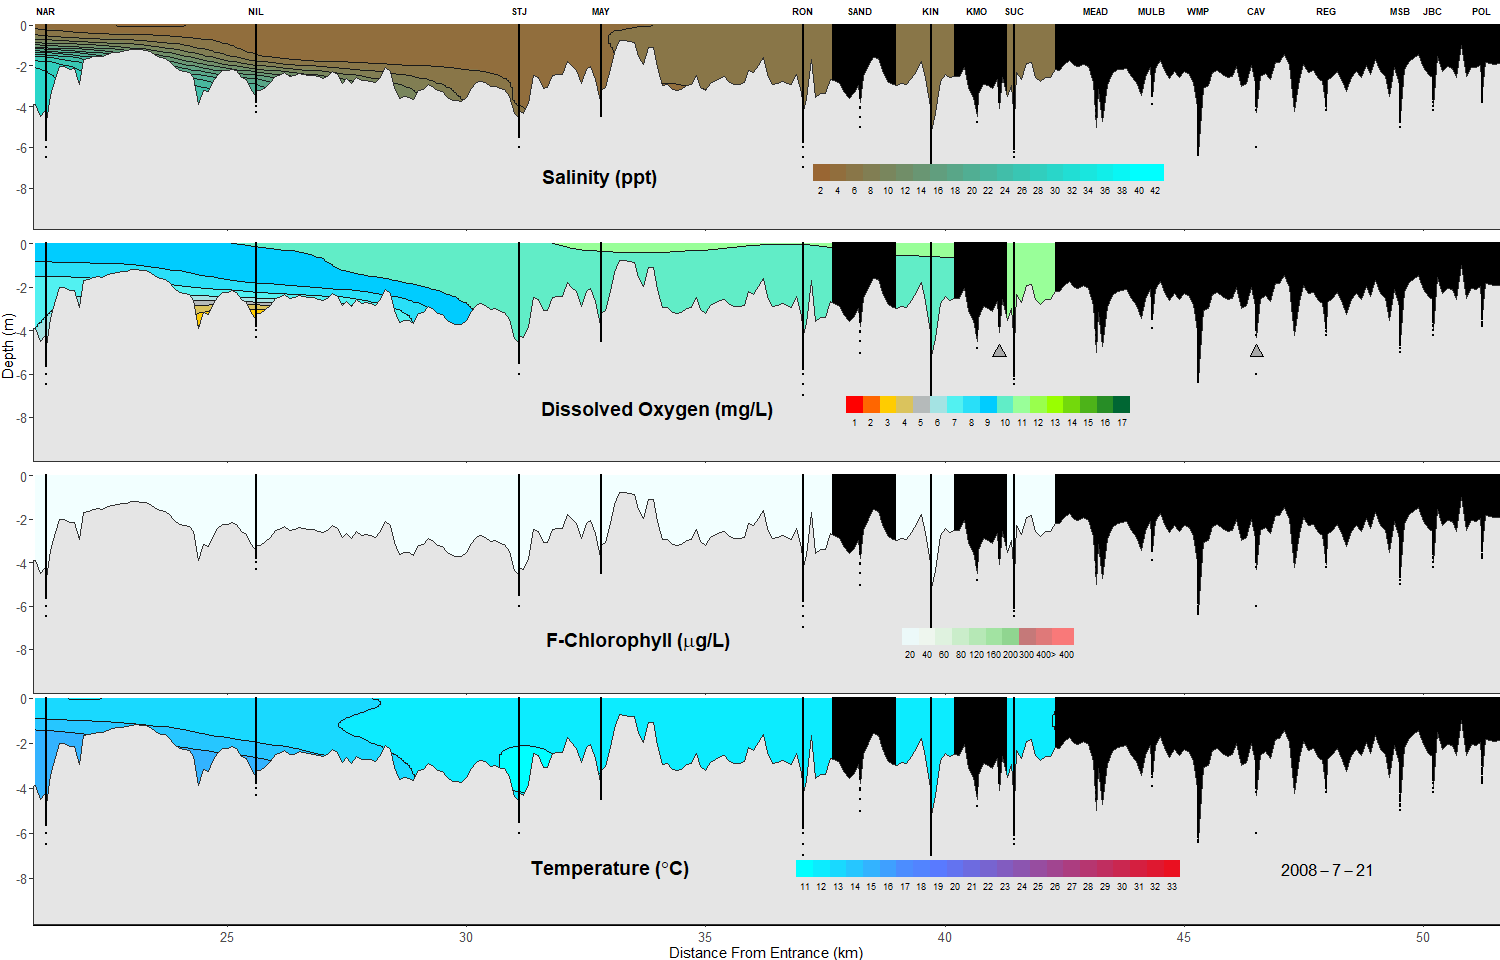 NAR NIL STJ MAY RON SAND KIN KMO SUC MEAD MULB WMP CAV REG MSB JBC POL
0
-2
-4
-6
-8
Salinity (ppt)
2 4 6 8 10 12 14 16 18 20 22 24 26 28 30 32 34 36 38 40 42
0
-2
-4
-6
-8
Depth (m)
Dissolved Oxygen (mg/L)
1 2 3 4 5 6 7 8 9 10 11 12 13 14 15 16 17
0
-2
-4
-6
-8
F-Chlorophyll (μg/L)
20 40 60 80 120 160 200 300 400> 400
0
-2
-4
-6
-8
Temperature (°C)
11 12 13 14 15 16 17 18 19 20 21 22 23 24 25 26 27 28 29 30 31 32 33
2008–7–21
25 30 35 40 45 50
Distance From Entrance (km)